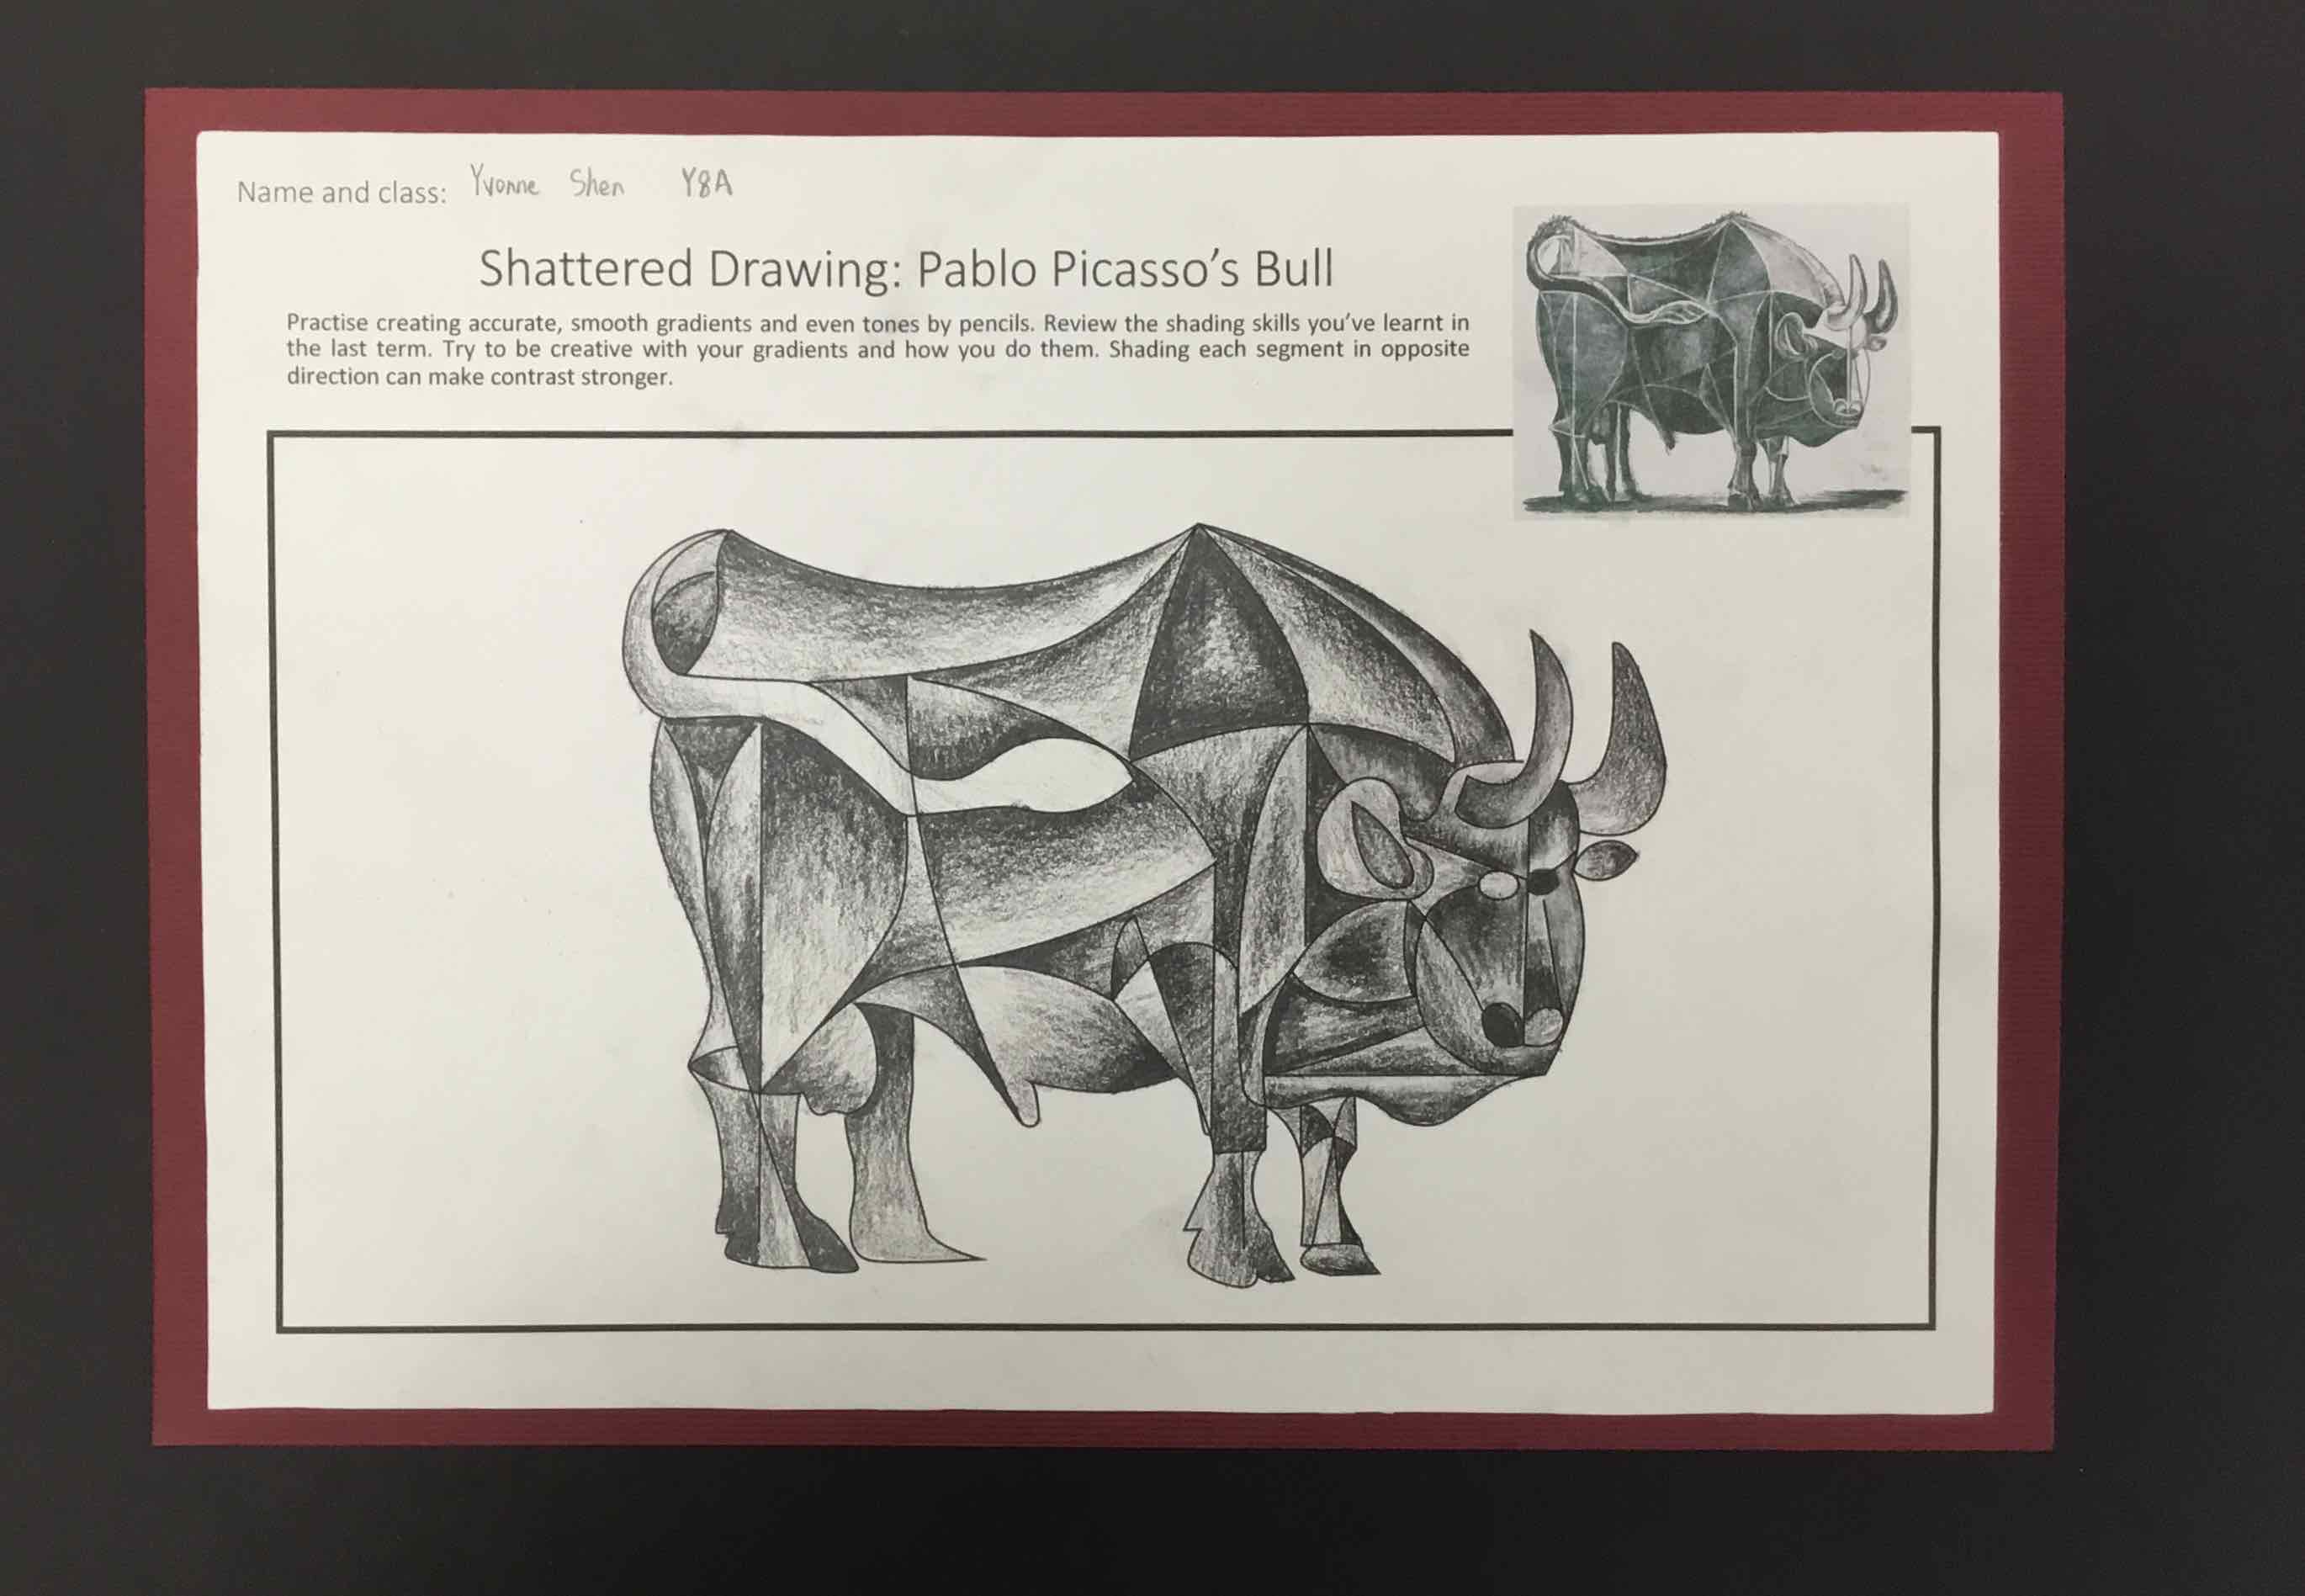 Name and class: Yvonne Shen Y8A
Shattered Drawing: Pablo Picasso's Bull
Practise creating accurate, smooth gradients and even tones by pencils. Review the shading skills you've learnt in
the last term. Try to be creative with your gradients and how you do them. Shading each segment in opposite
direction can make contrast stronger.